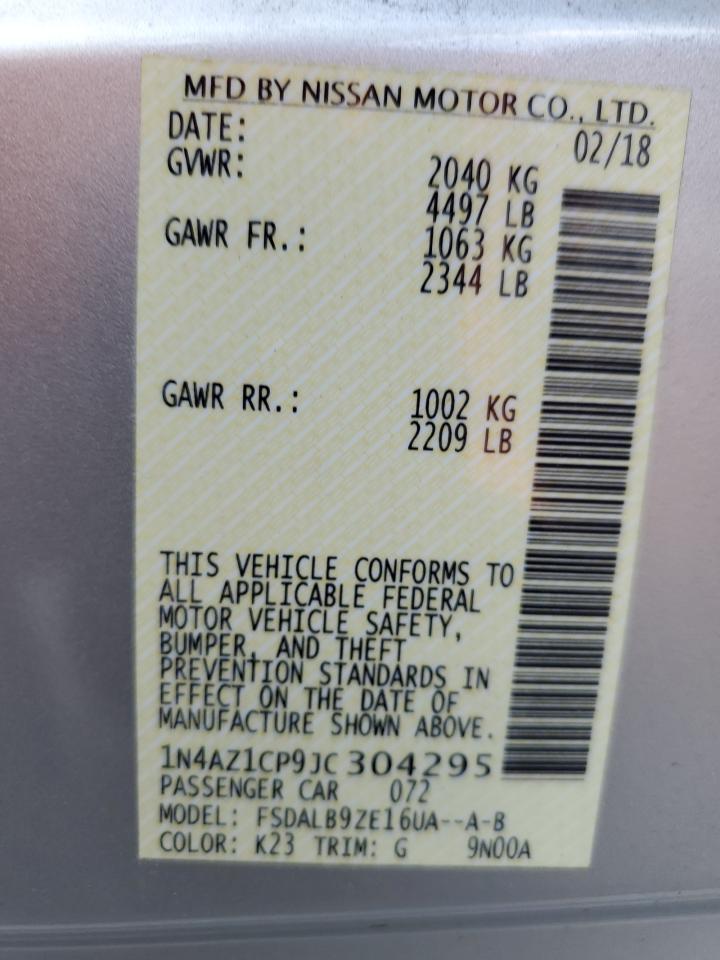 MFD BY NISSAN MOTOR CO., LTD.
DATE: 02/18
GVWR: 2040 KG
4497 LB
GAWR FR.: 1063 KG
2344 LB
GAWR RR.: 1002 KG
2209 LB
THIS VEHICLE CONFORMS TO
ALL APPLICABLE FEDERAL
MOTOR VEHICLE SAFETY,
BUMPER, AND THEFT
PREVENTION STANDARDS IN
EFFECT ON THE DATE OF
MANUFACTURE SHOWN ABOVE.
1N4AZ1CP9JC304295
PASSENGER CAR 072
MODEL: FSDALB9ZE16UA--A-B
COLOR: K23 TRIM: G 9N00A